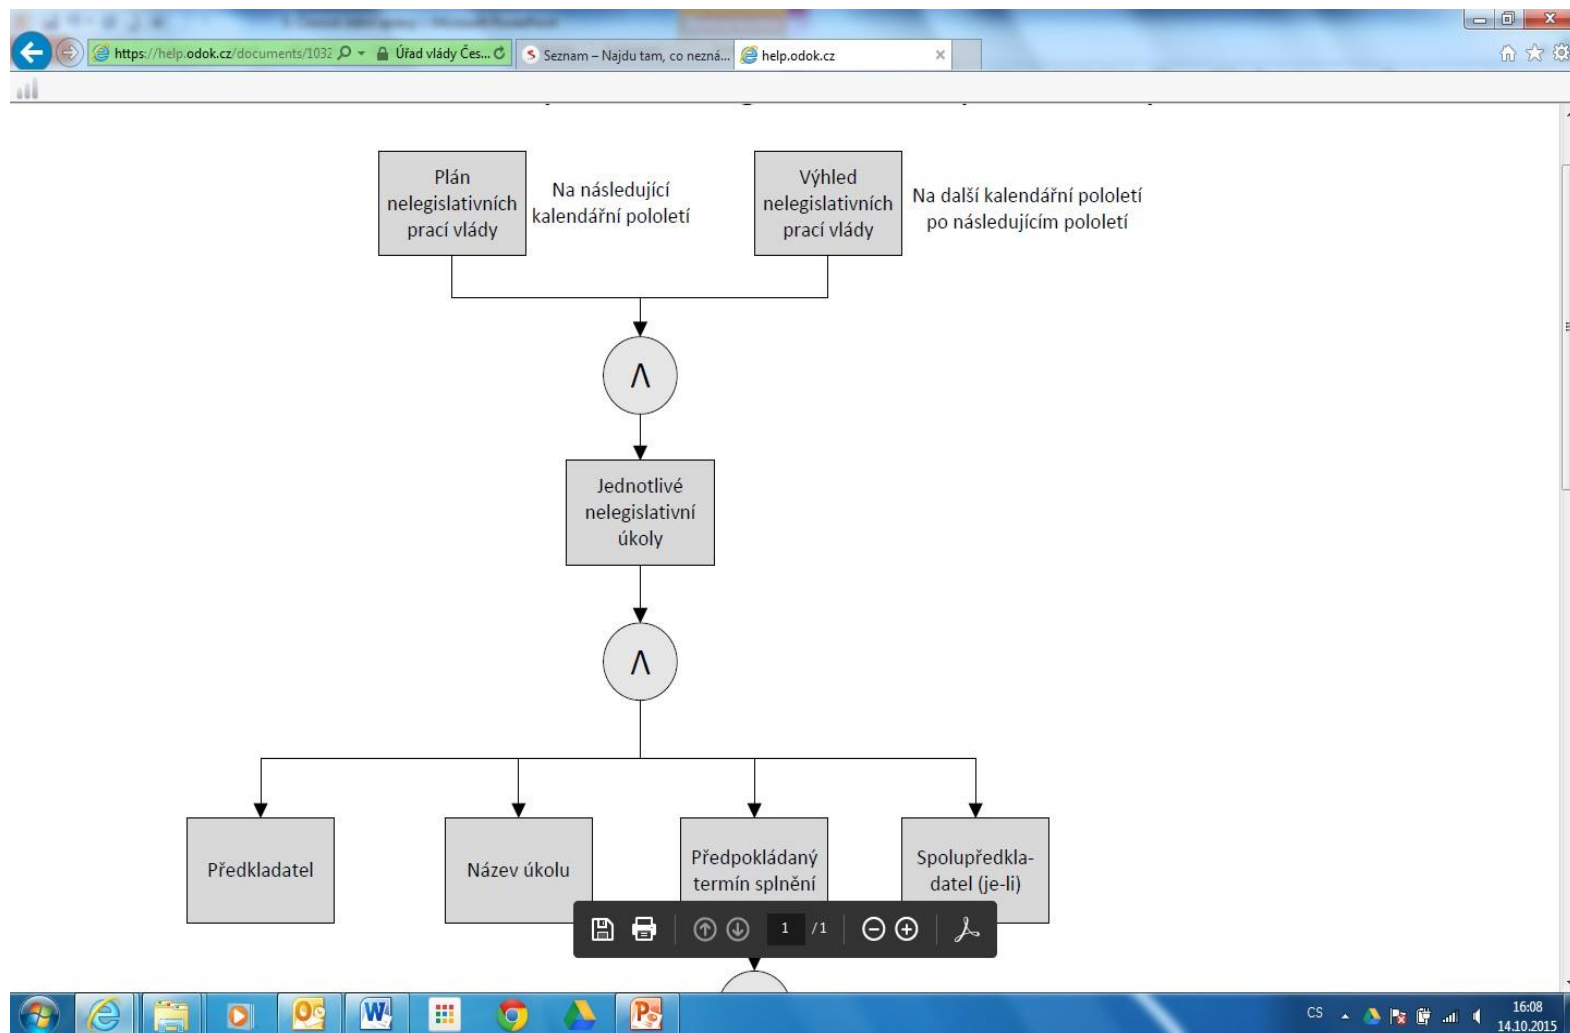 https://help.odok.cz/documents/1032
Úřad vlády Čes...
Seznam – Najdu tam, co nezná...
help.odok.cz
Plán
nelegislativních
prací vlády
Na následující
kalendářní pololetí
Výhled
nelegislativních
prací vlády
Na další kalendářní pololetí
po následujícím pololetí
Λ
Jednotlivé
nelegislativní
úkoly
Λ
Předkladatel
Název úkolu
Předpokládaný
termín splnění
Spolupředkla-
datel (je-li)
1 /1
CS
16:08
14.10.2015